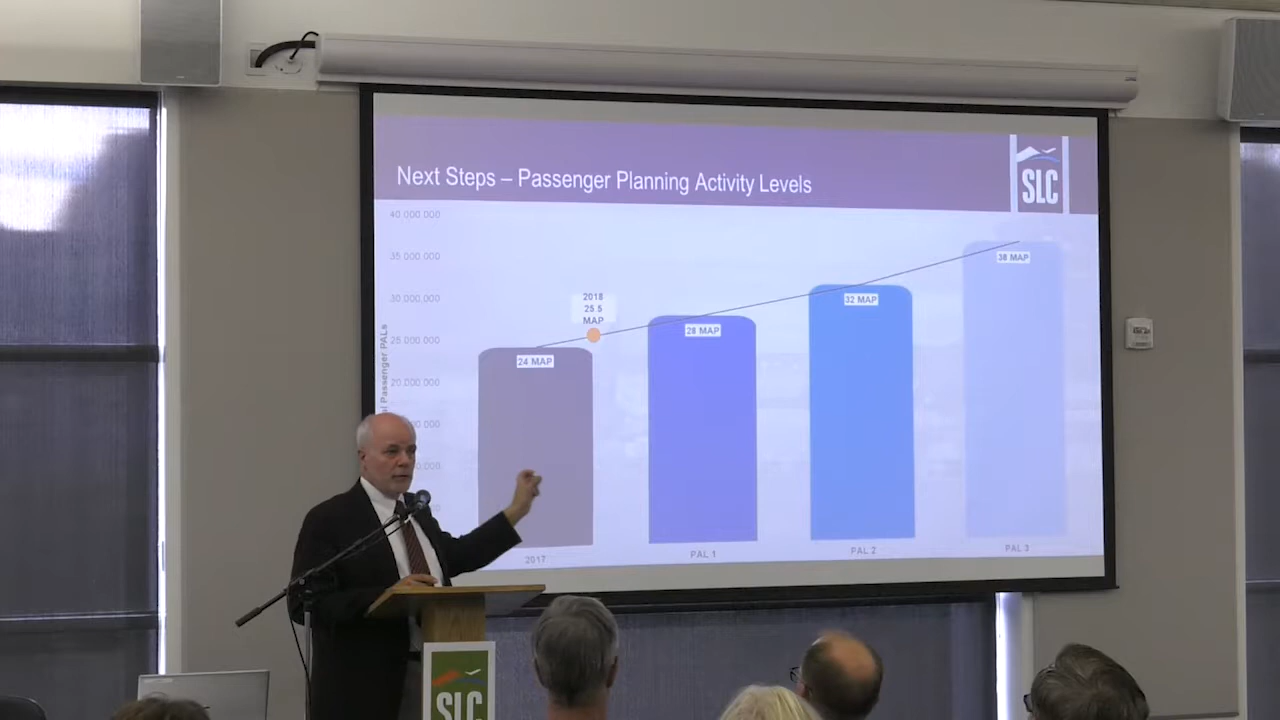 Next Steps – Passenger Planning Activity Levels
SLC
40 000 000
35 000 000
30 000 000
25 000 000
20 000 000
Passenger PALs
2018
25 5
MAP
24 MAP
28 MAP
32 MAP
38 MAP
2017
PAL 1
PAL 2
PAL 3
SLC